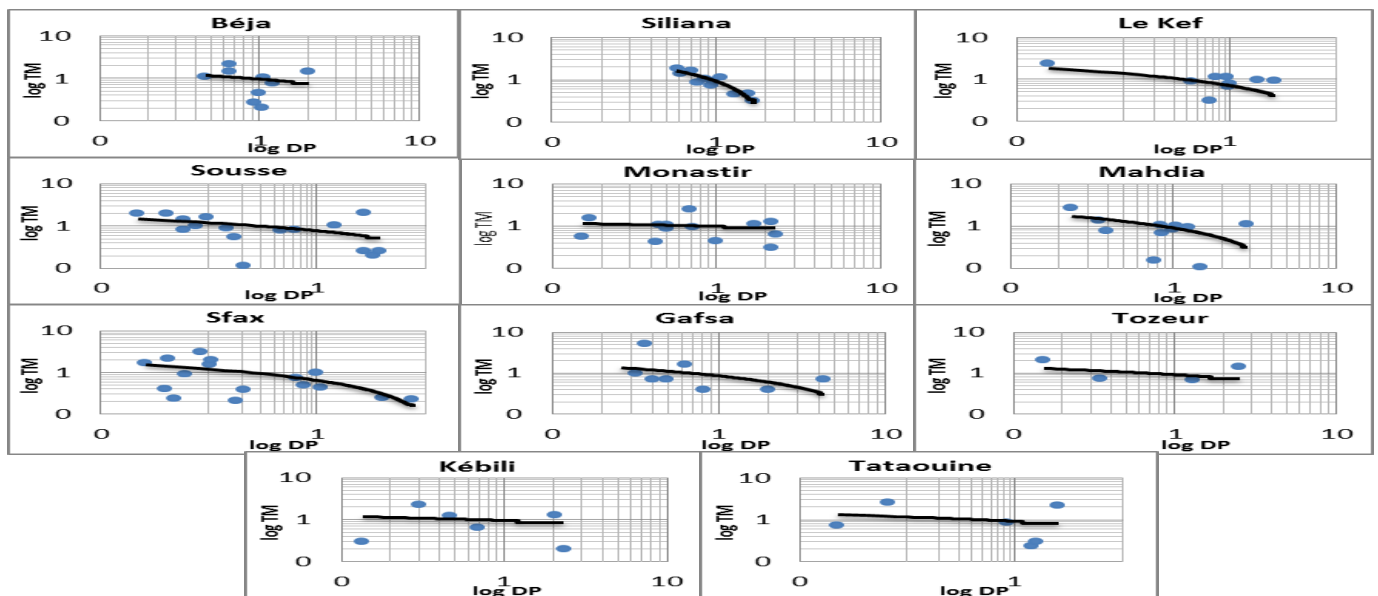 Béja
10
1
0
0 1 10
log TM
log DP
Siliana
10
1
0
0 1 10
log TM
log DP
Le Kef
10
1
0
0 1
log TM
log DP
Sousse
10
1
0
0 1
log TM
log DP
Monastir
10
1
0
0 1 10
log TM
log DP
Mahdia
10
1
0
0 1 10
log TM
log DP
Sfax
10
1
0
0 1
log TM
log DP
Gafsa
10
1
0
0 1 10
log TM
log DP
Tozeur
10
1
0
0 1 10
log TM
log DP
Kébili
10
1
0
0 1 10
log TM
log DP
Tataouine
10
1
0
0 1
log TM
log DP